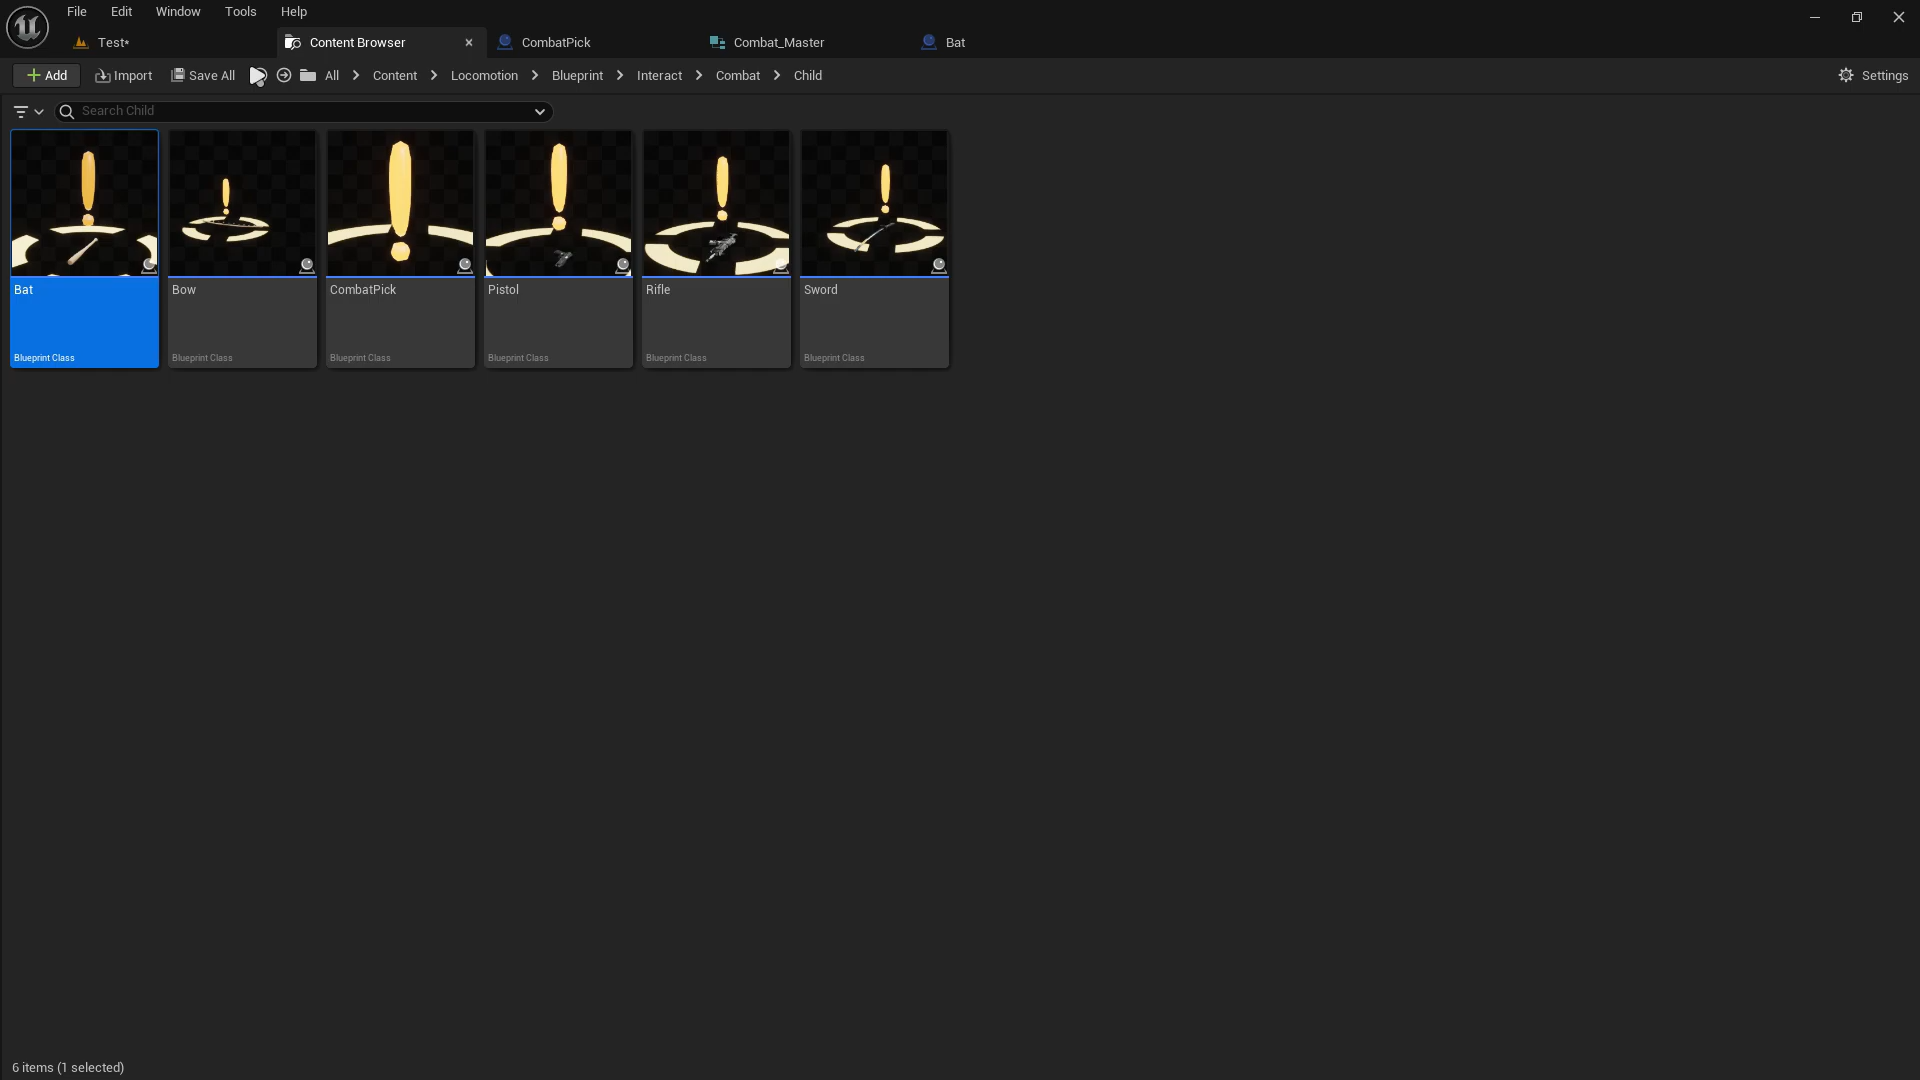 File Edit Window Tools Help
Test* Content Browser CombatPick Combat_Master Bat
Add Import Save All All Content Locomotion Blueprint Interact Combat Child Settings
Search Child
Bat Bow CombatPick Pistol Rifle Sword
Blueprint Class Blueprint Class Blueprint Class Blueprint Class Blueprint Class Blueprint Class
6 items (1 selected)